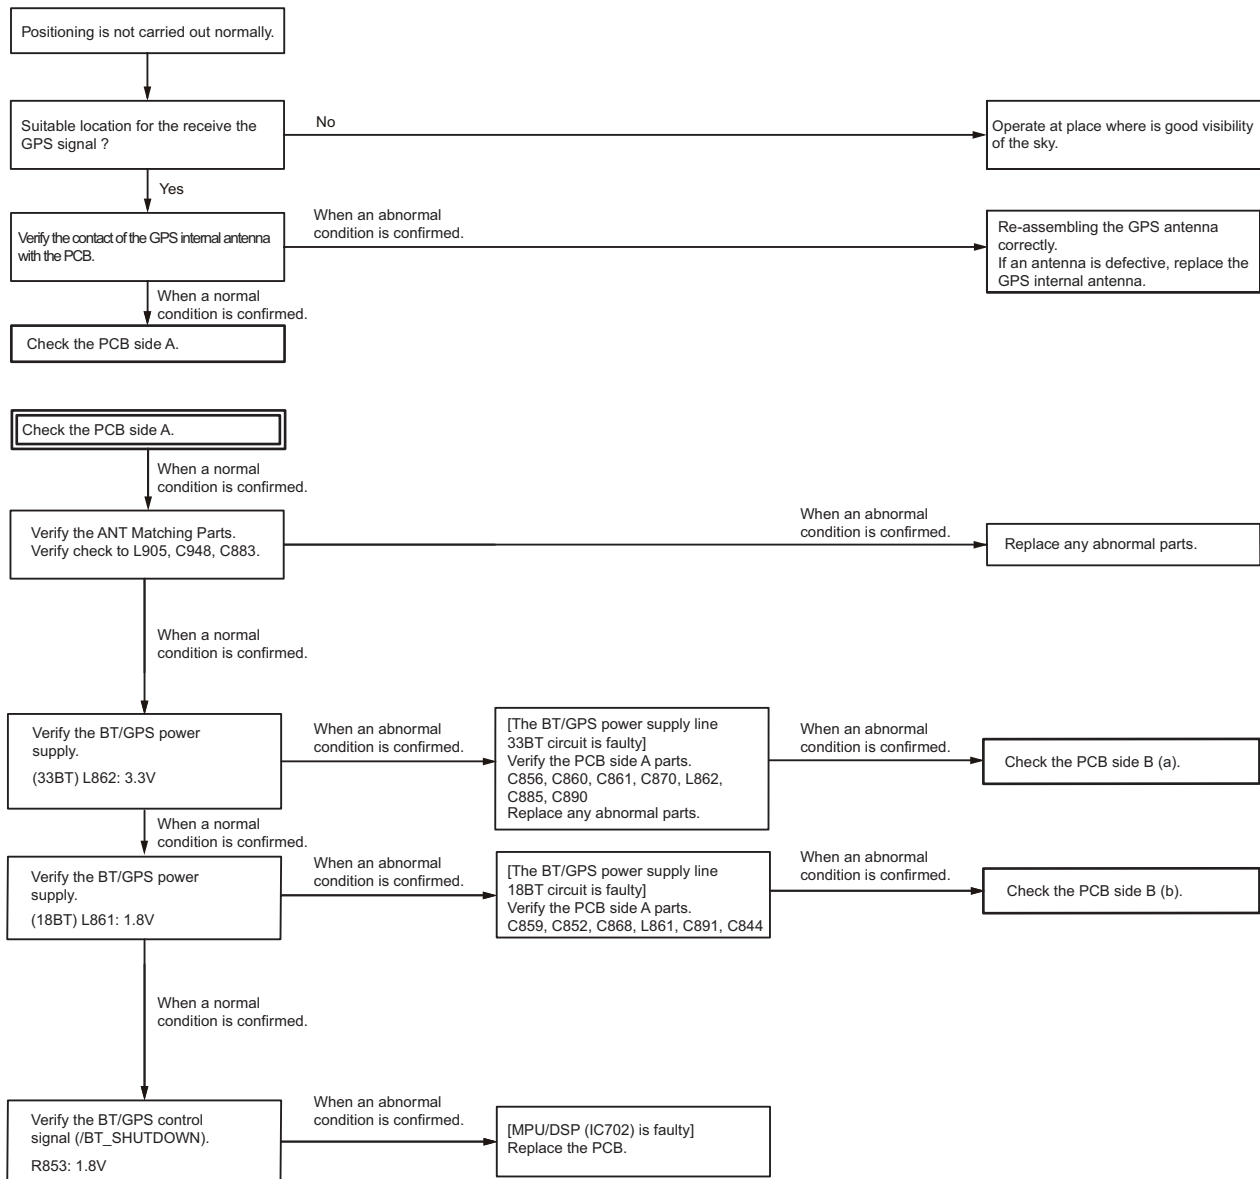 Positioning is not carried out normally.
Suitable location for the receive the
GPS signal ?
No
Operate at place where is good visibility
of the sky.
Yes
Verify the contact of the GPS internal antenna
with the PCB.
When an abnormal
condition is confirmed.
Re-assembling the GPS antenna
correctly.
If an antenna is defective, replace the
GPS internal antenna.
When a normal
condition is confirmed.
Check the PCB side A.
Check the PCB side A.
When a normal
condition is confirmed.
Verify the ANT Matching Parts.
Verify check to L905, C948, C883.
When an abnormal
condition is confirmed.
Replace any abnormal parts.
When a normal
condition is confirmed.
Verify the BT/GPS power
supply.
(33BT) L862: 3.3V
When an abnormal
condition is confirmed.
[The BT/GPS power supply line
33BT circuit is faulty]
Verify the PCB side A parts.
C856, C860, C861, C870, L862,
C885, C890
Replace any abnormal parts.
When an abnormal
condition is confirmed.
Check the PCB side B (a).
When a normal
condition is confirmed.
Verify the BT/GPS power
supply.
(18BT) L861: 1.8V
When an abnormal
condition is confirmed.
[The BT/GPS power supply line
18BT circuit is faulty]
Verify the PCB side A parts.
C859, C852, C868, L861, C891, C844
When an abnormal
condition is confirmed.
Check the PCB side B (b).
When a normal
condition is confirmed.
Verify the BT/GPS control
signal (/BT_SHUTDOWN).
R853: 1.8V
When an abnormal
condition is confirmed.
[MPU/DSP (IC702) is faulty]
Replace the PCB.